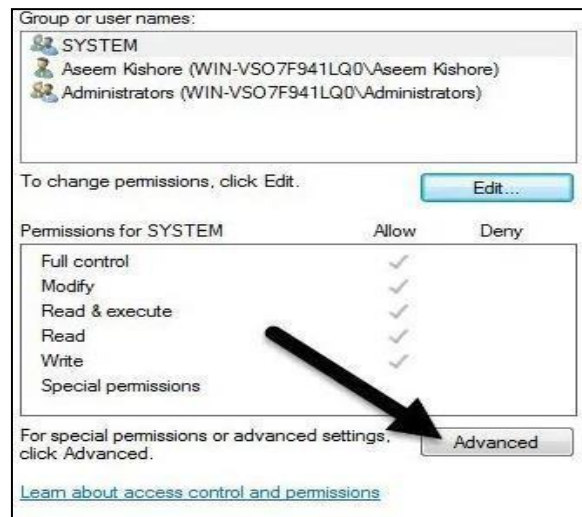 Group or user names:
SYSTEM
Aseem Kishore (WIN-VSO7F941LQ0\Aseem Kishore)
Administrators (WIN-VSO7F941LQ0\Administrators)
To change permissions, click Edit.
Edit...
Permissions for SYSTEM Allow Deny
Full control
Modify
Read & execute
Read
Write
Special permissions
For special permissions or advanced settings,
click Advanced.
Advanced
Learn about access control and permissions